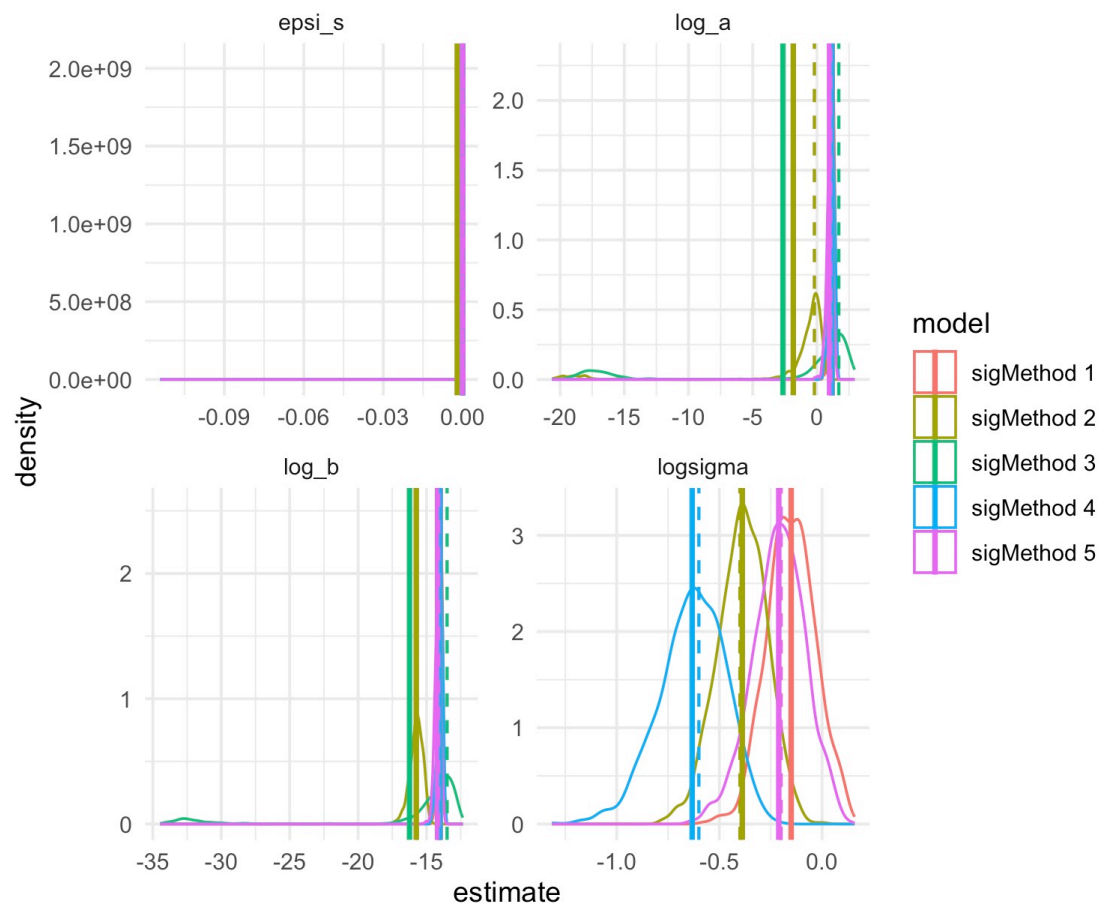 epsi_s
log_a
2.0e+09
1.5e+09
1.0e+09
5.0e+08
0.0e+00
-0.09
-0.06
-0.03
0.00
2.0
1.5
1.0
0.5
0.0
-20
-15
-10
-5
0
density
log_b
logsigma
2
1
0
-35
-30
-25
-20
-15
3
2
1
0
-1.0
-0.5
0.0
estimate
model
sigMethod 1
sigMethod 2
sigMethod 3
sigMethod 4
sigMethod 5